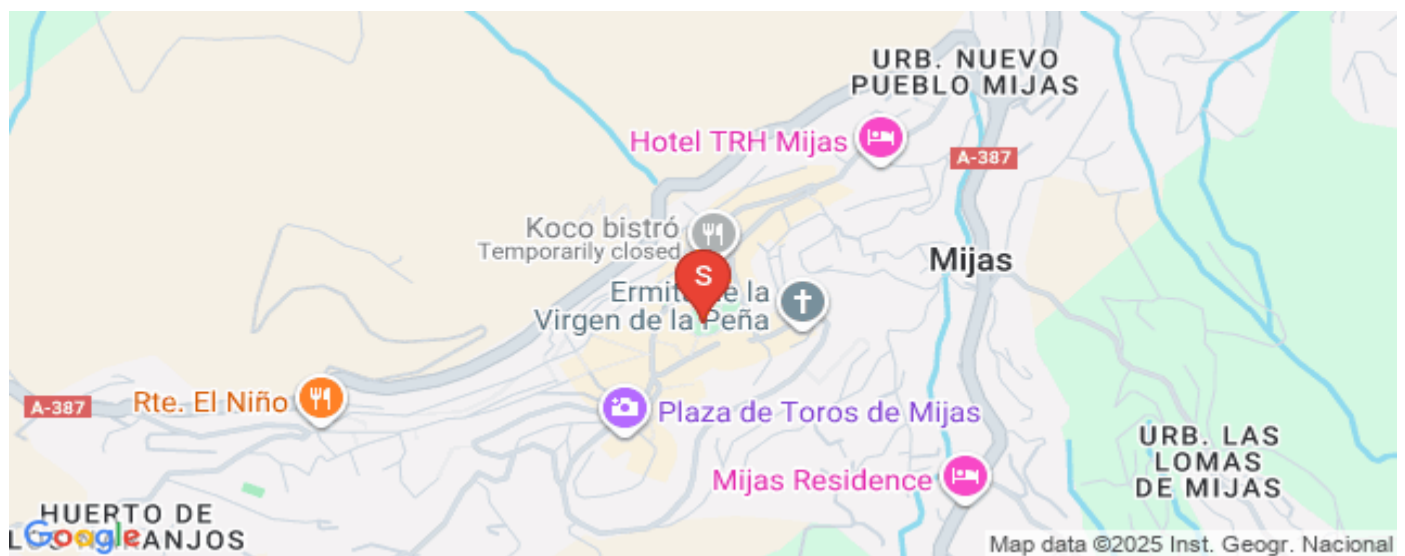 URB. NUEVO
PUEBLO MIJAS
Hotel TRH Mijas
A-387
Koco bistró
Temporarily closed
Mijas
S
Ermita de la
Virgen de la Peña
Rte. El Niño
A-387
Plaza de Toros de Mijas
URB. LAS
LOMAS
DE MIJAS
Mijas Residence
HUERTO DE
LOS NARANJOS
Google
Map data ©2025 Inst. Geogr. Nacional